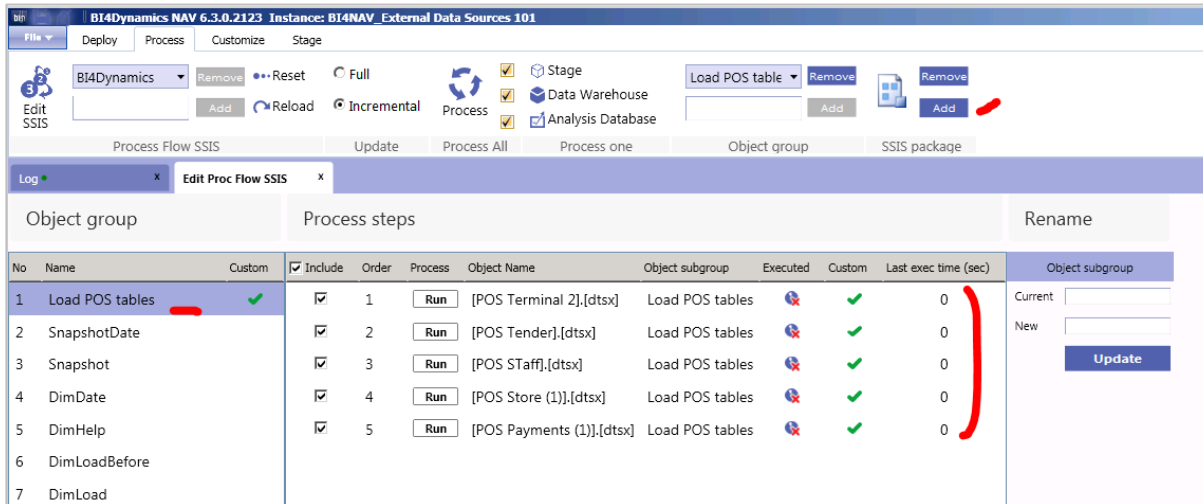 BI4Dynamics NAV 6.3.0.2123 Instance: BI4NAV_External Data Sources 101
File Deploy Process Customize Stage
Edit SSIS
BI4Dynamics Remove Reset
Add Reload
Full
Incremental
Process
Stage
Data Warehouse
Analysis Database
Load POS table Remove
Add
Remove
Add
Process Flow SSIS Update Process All Process one Object group SSIS package
Log x Edit Proc Flow SSIS x
Object group Process steps Rename
No Name Custom Include Order Process Object Name Object subgroup Executed Custom Last exec time (sec) Object subgroup
1 Load POS tables 1 Run [POS Terminal 2].[dtsx] Load POS tables 0 Current
2 SnapshotDate 2 Run [POS Tender].[dtsx] Load POS tables 0 New
3 Snapshot 3 Run [POS STaff].[dtsx] Load POS tables 0 Update
4 DimDate 4 Run [POS Store (1)].[dtsx] Load POS tables 0
5 DimHelp 5 Run [POS Payments (1)].[dtsx] Load POS tables 0
6 DimLoadBefore
7 DimLoad